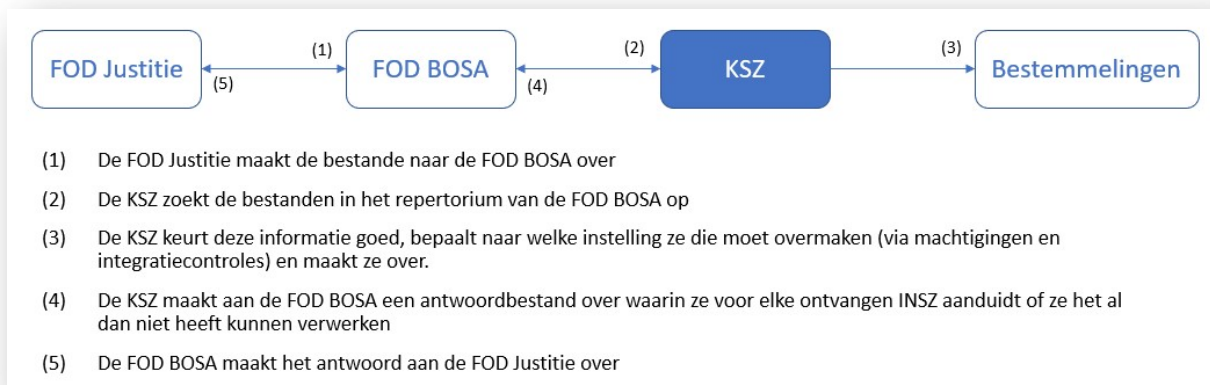 (1) (2) (3)
FOD Justitie FOD BOSA KSZ Bestemmelingen
(5) (4)
(1) De FOD Justitie maakt de bestande naar de FOD BOSA over
(2) De KSZ zoekt de bestanden in het repertorium van de FOD BOSA op
(3) De KSZ keurt deze informatie goed, bepaalt naar welke instelling ze die moet overmaken (via machtigingen en
integratiecontroles) en maakt ze over.
(4) De KSZ maakt aan de FOD BOSA een antwoordbestand over waarin ze voor elke ontvangen INSZ aanduidt of ze het al
dan niet heeft kunnen verwerken
(5) De FOD BOSA maakt het antwoord aan de FOD Justitie over